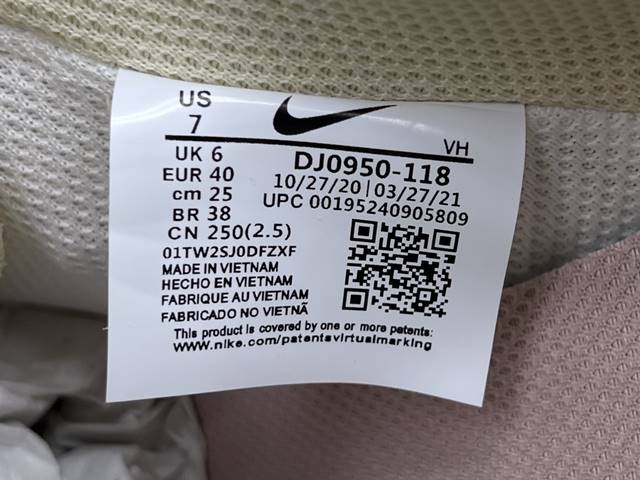 US
7
VH
UK 6
EUR 40
cm 25
BR 38
CN 250(2.5)
DJ0950-118
10/27/20|03/27/21
UPC 00195240905809
01TW2SJ0DFZXF
MADE IN VIETNAM
HECHO EN VIETNAM
FABRIQUE AU VIETNAM
FABRICADO NO VIETNÃ
This product is covered by one or more patents:
www.nike.com/patentsvirtualmarking